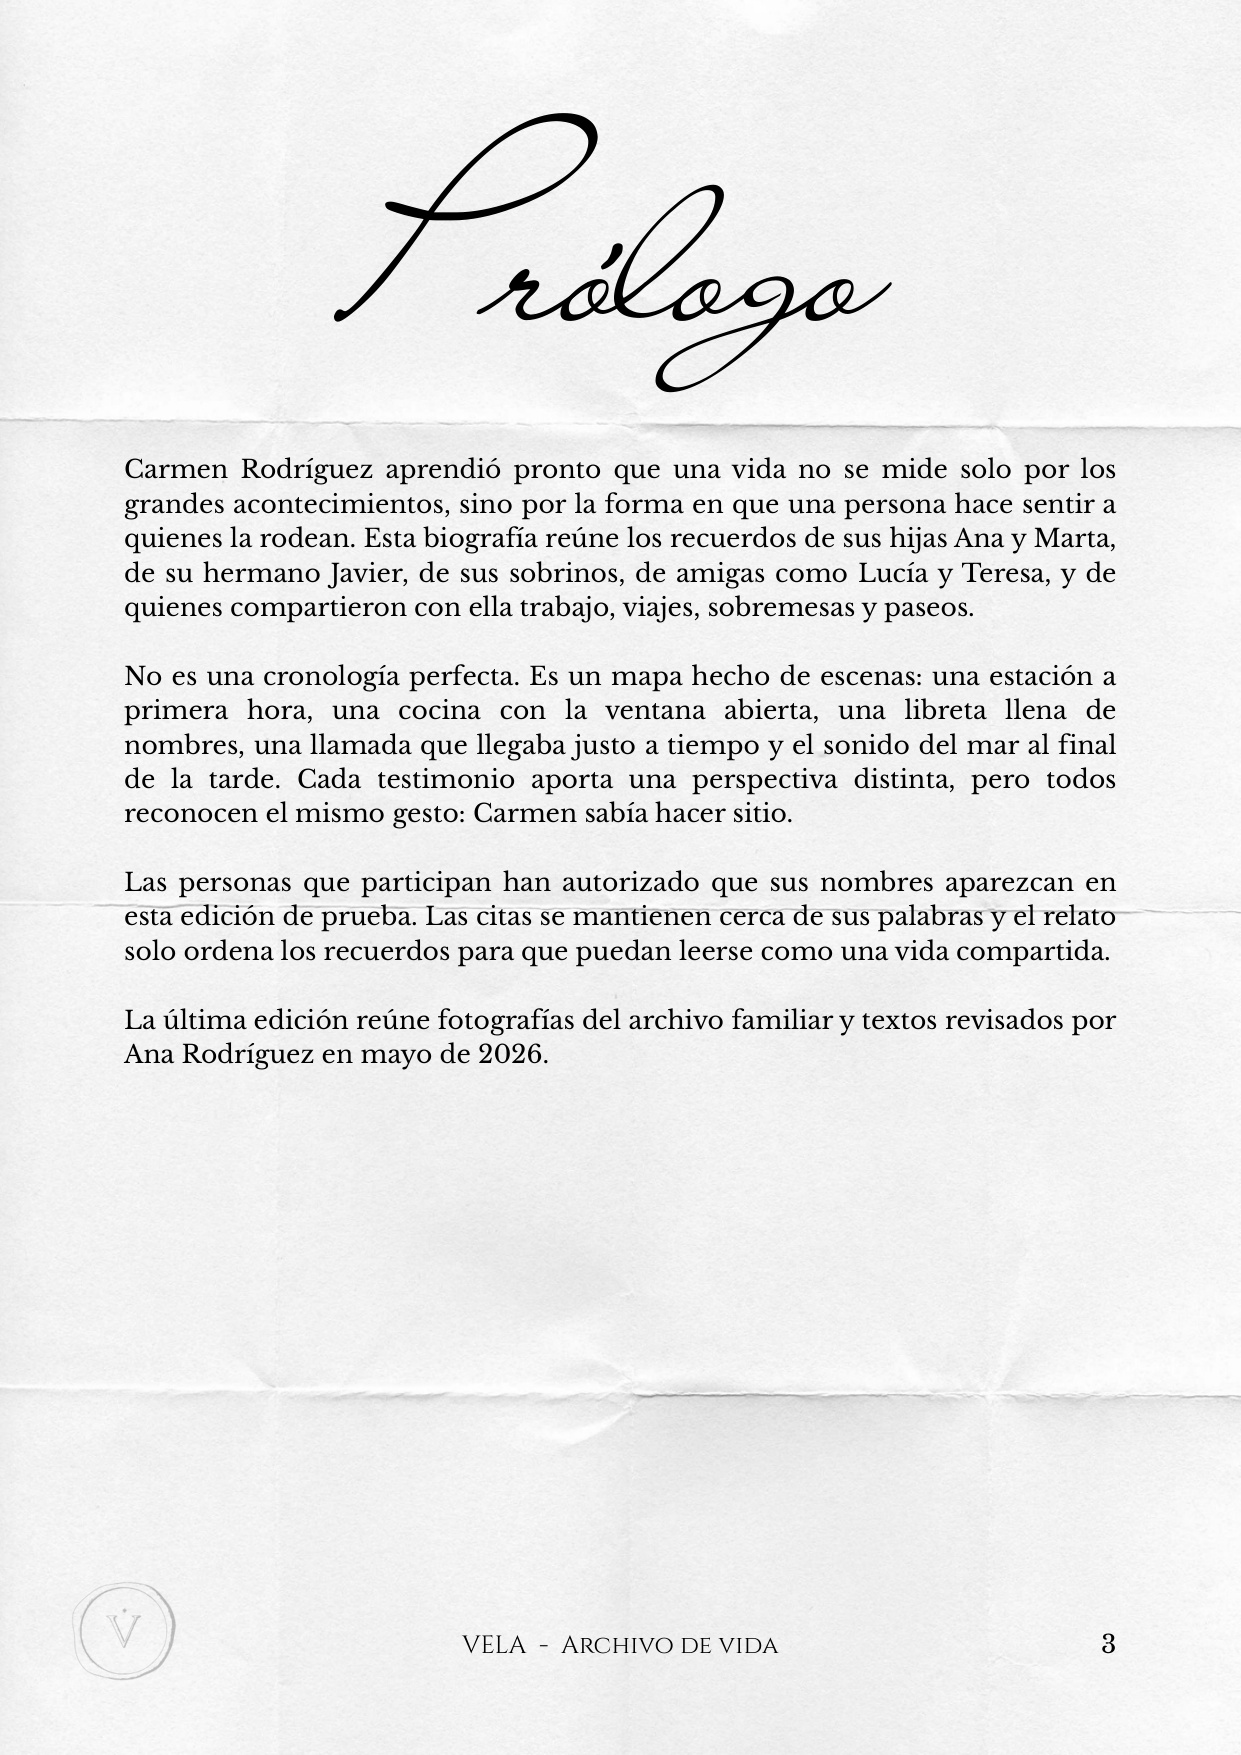 Prólogo
Carmen Rodríguez aprendió pronto que una vida no se mide solo por los
grandes acontecimientos, sino por la forma en que una persona hace sentir a
quienes la rodean. Esta biografía reúne los recuerdos de sus hijas Ana y Marta,
de su hermano Javier, de sus sobrinos, de amigas como Lucía y Teresa, y de
quienes compartieron con ella trabajo, viajes, sobremesas y paseos.
No es una cronología perfecta. Es un mapa hecho de escenas: una estación a
primera hora, una cocina con la ventana abierta, una libreta llena de
nombres, una llamada que llegaba justo a tiempo y el sonido del mar al final
de la tarde. Cada testimonio aporta una perspectiva distinta, pero todos
reconocen el mismo gesto: Carmen sabía hacer sitio.
Las personas que participan han autorizado que sus nombres aparezcan en
esta edición de prueba. Las citas se mantienen cerca de sus palabras y el relato
solo ordena los recuerdos para que puedan leerse como una vida compartida.
La última edición reúne fotografías del archivo familiar y textos revisados por
Ana Rodríguez en mayo de 2026.
V
VELA - ARCHIVO DE VIDA
3